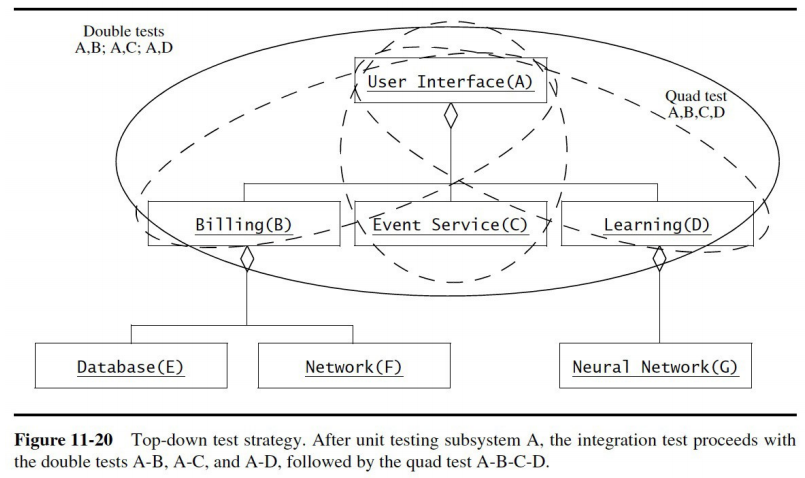 Double tests
A,B; A,C; A,D
User Interface(A)
Quad test
A,B,C,D
Billing(B)
Event Service(C)
Learning(D)
Database(E)
Network(F)
Neural Network(G)
Figure 11-20 Top-down test strategy. After unit testing subsystem A, the integration test proceeds with
the double tests A-B, A-C, and A-D, followed by the quad test A-B-C-D.